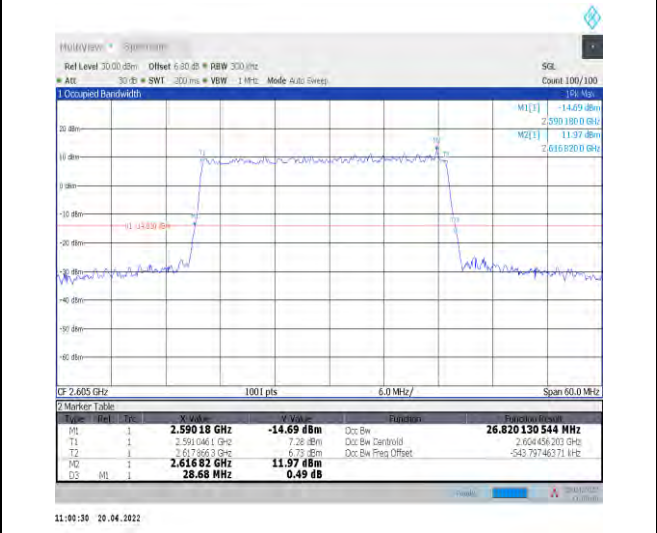 MultiView Spectrum
Ref Level 30.00 dBm Offset 6.80 dB RBW 300 kHz SGL
Att 30 dB SWT 200 ms VBW 1 MHz Mode Auto Sweep Count 100/100
1 Occupied Bandwidth 1Pk Max
M1[1] -14.69 dBm
2.590 180 0 GHz
M2[1] 11.97 dBm
2.616 820 0 GHz
20 dBm
10 dBm
0 dBm
-10 dBm
-20 dBm
-30 dBm
-40 dBm
-50 dBm
-60 dBm
CF 2.605 GHz 1001 pts 6.0 MHz/ Span 60.0 MHz
2 Marker Table
Type Ref Trc X Value Y Value Function Function Result
M1 1 2.590 18 GHz -14.69 dBm Occ Bw 26.820 130 544 MHz
T1 1 2.591 046 1 GHz 7.28 dBm Occ Bw Centroid 2.604 456 203 GHz
T2 1 2.617 866 3 GHz 6.73 dBm Occ Bw Freq Offset -543.797 463 71 kHz
M2 1 2.616 82 GHz 11.97 dBm
D3 M1 1 28.68 MHz 0.49 dB
11:00:30 20.04.2022